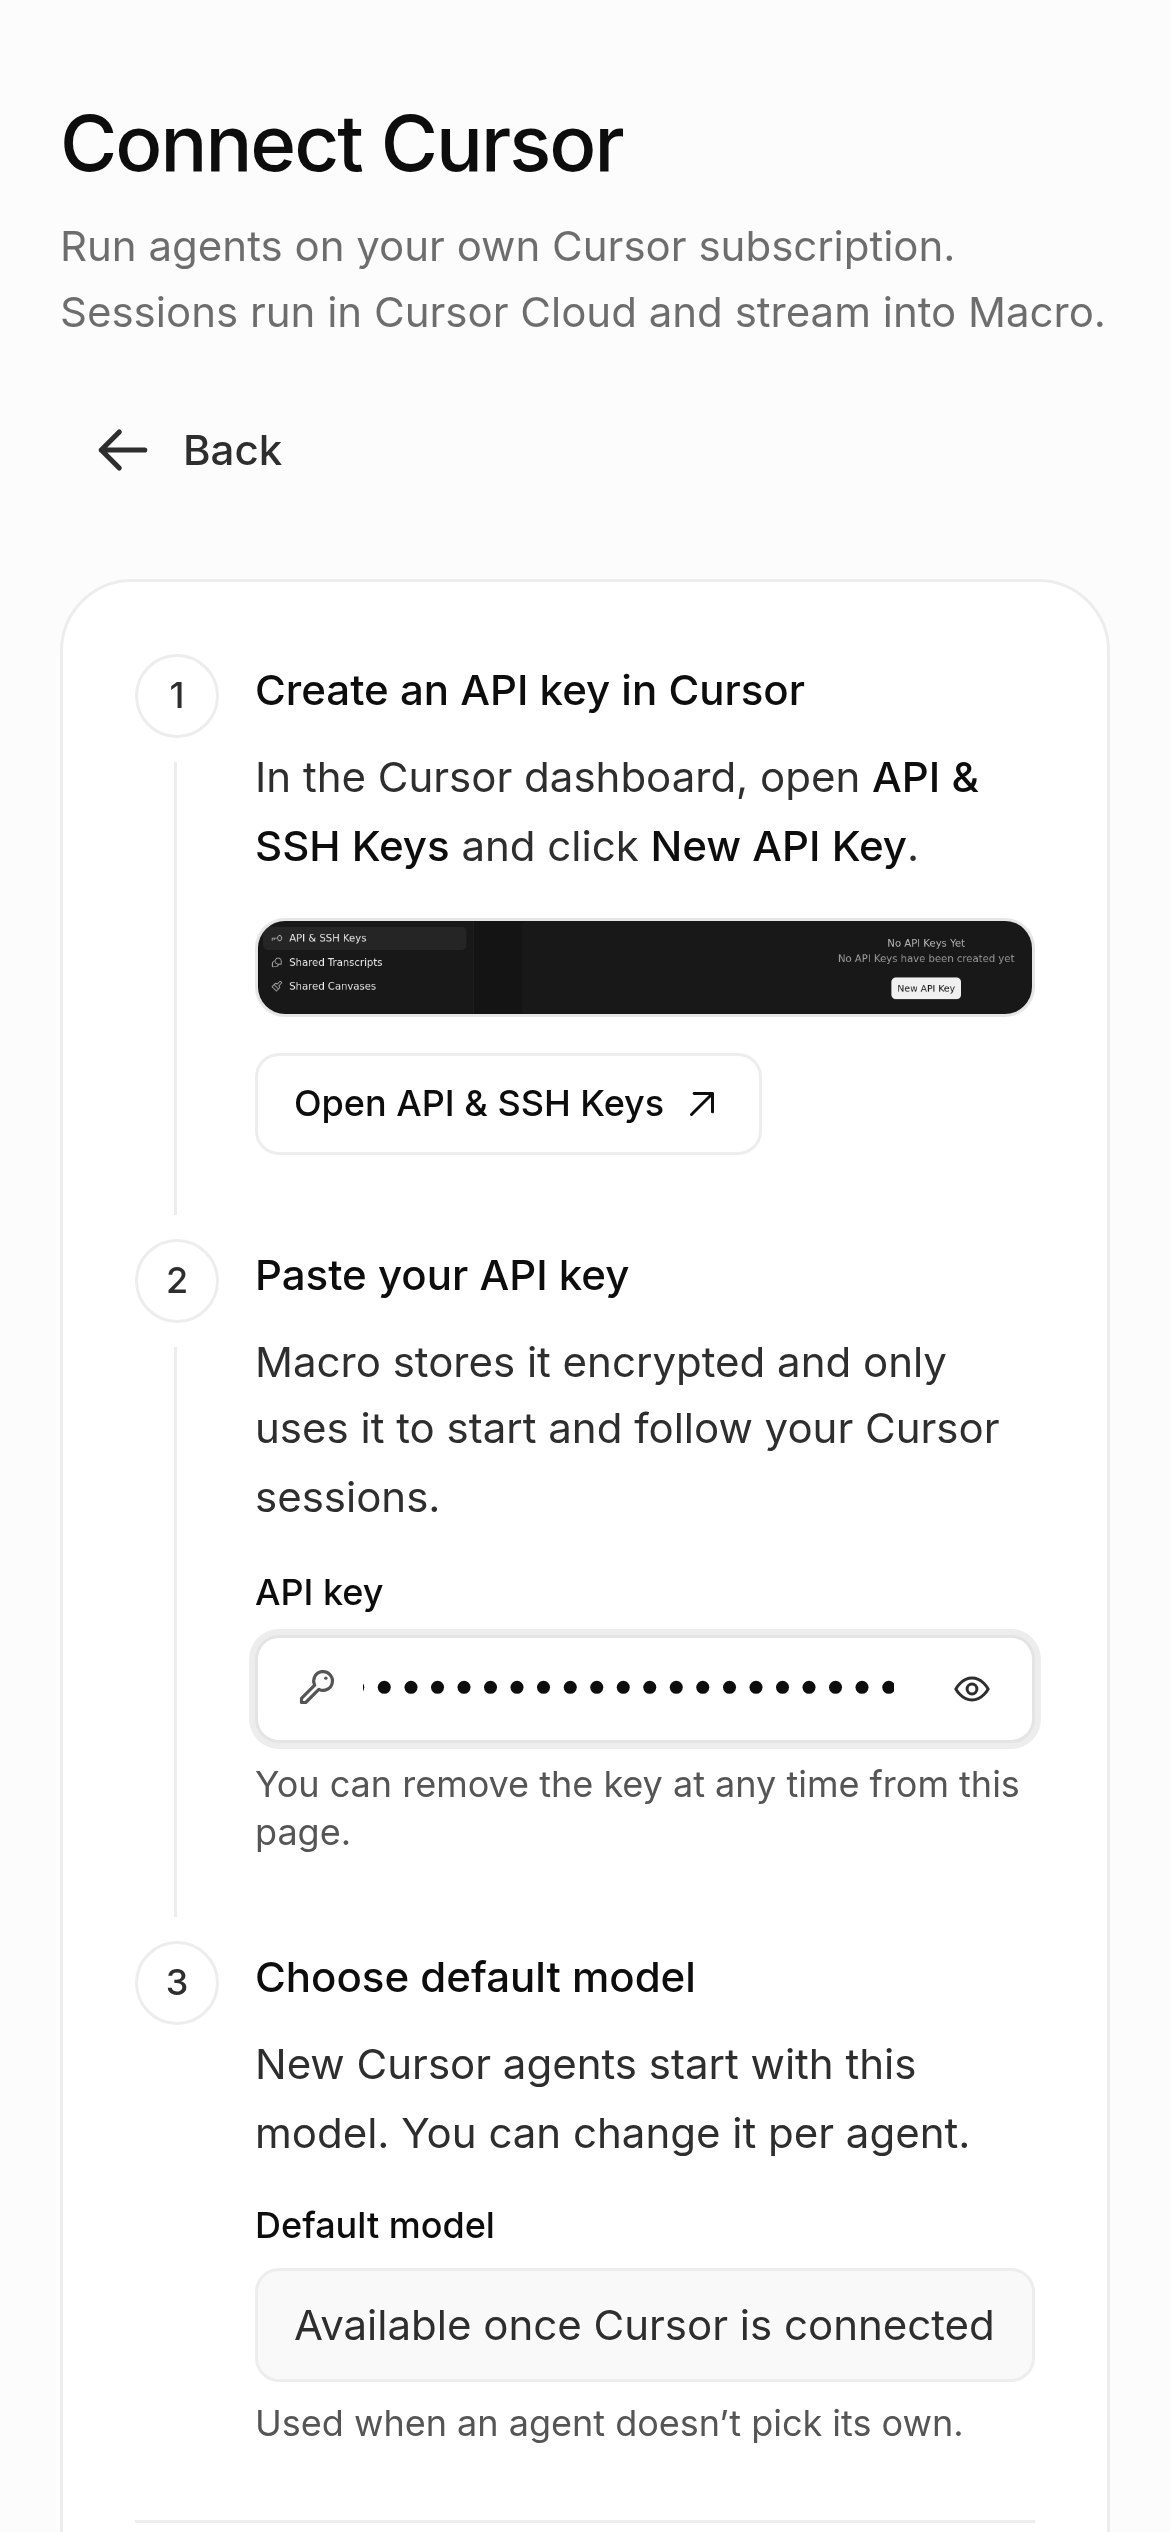 Connect Cursor
Run agents on your own Cursor subscription.
Sessions run in Cursor Cloud and stream into Macro.
Back
1
Create an API key in Cursor
In the Cursor dashboard, open API &
SSH Keys and click New API Key.
API & SSH Keys
Shared Transcripts
Shared Canvases
No API Keys Yet
No API Keys have been created yet
New API Key
Open API & SSH Keys
2
Paste your API key
Macro stores it encrypted and only
uses it to start and follow your Cursor
sessions.
API key
You can remove the key at any time from this
page.
3
Choose default model
New Cursor agents start with this
model. You can change it per agent.
Default model
Available once Cursor is connected
Used when an agent doesn’t pick its own.